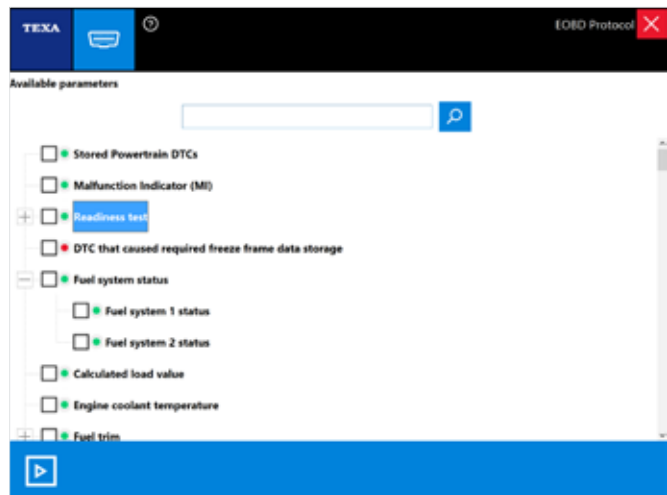 TEXA
EOBD Protocol
Available parameters
Stored Powertrain DTCs
Malfunction Indicator (MI)
Readiness test
DTC that caused required freeze frame data storage
Fuel system status
Fuel system 1 status
Fuel system 2 status
Calculated load value
Engine coolant temperature
Fuel trim